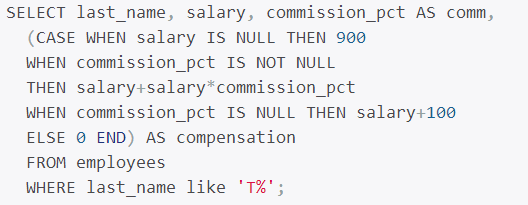 SELECT last_name, salary, commission_pct AS comm,
(CASE WHEN salary IS NULL THEN 900
WHEN commission_pct IS NOT NULL
THEN salary+salary*commission_pct
WHEN commission_pct IS NULL THEN salary+100
ELSE 0 END) AS compensation
FROM employees
WHERE last_name like 'T%';